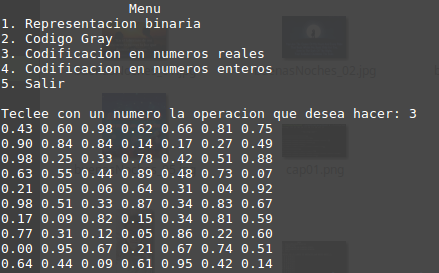 Menu
1. Representacion binaria
2. Codigo Gray
3. Codificacion en numeros reales
4. Codificacion en numeros enteros
5. Salir
Teclee con un numero la operacion que desea hacer: 3
0.43 0.60 0.98 0.62 0.66 0.81 0.75
0.90 0.84 0.84 0.14 0.17 0.27 0.49
0.98 0.25 0.33 0.78 0.42 0.51 0.88
0.63 0.55 0.44 0.89 0.48 0.73 0.07
0.21 0.05 0.06 0.64 0.31 0.04 0.92
0.98 0.51 0.33 0.87 0.34 0.83 0.67
0.17 0.09 0.82 0.15 0.34 0.81 0.59
0.77 0.31 0.12 0.05 0.86 0.22 0.60
0.00 0.95 0.67 0.21 0.67 0.74 0.51
0.64 0.44 0.09 0.61 0.95 0.42 0.14
cap01.png